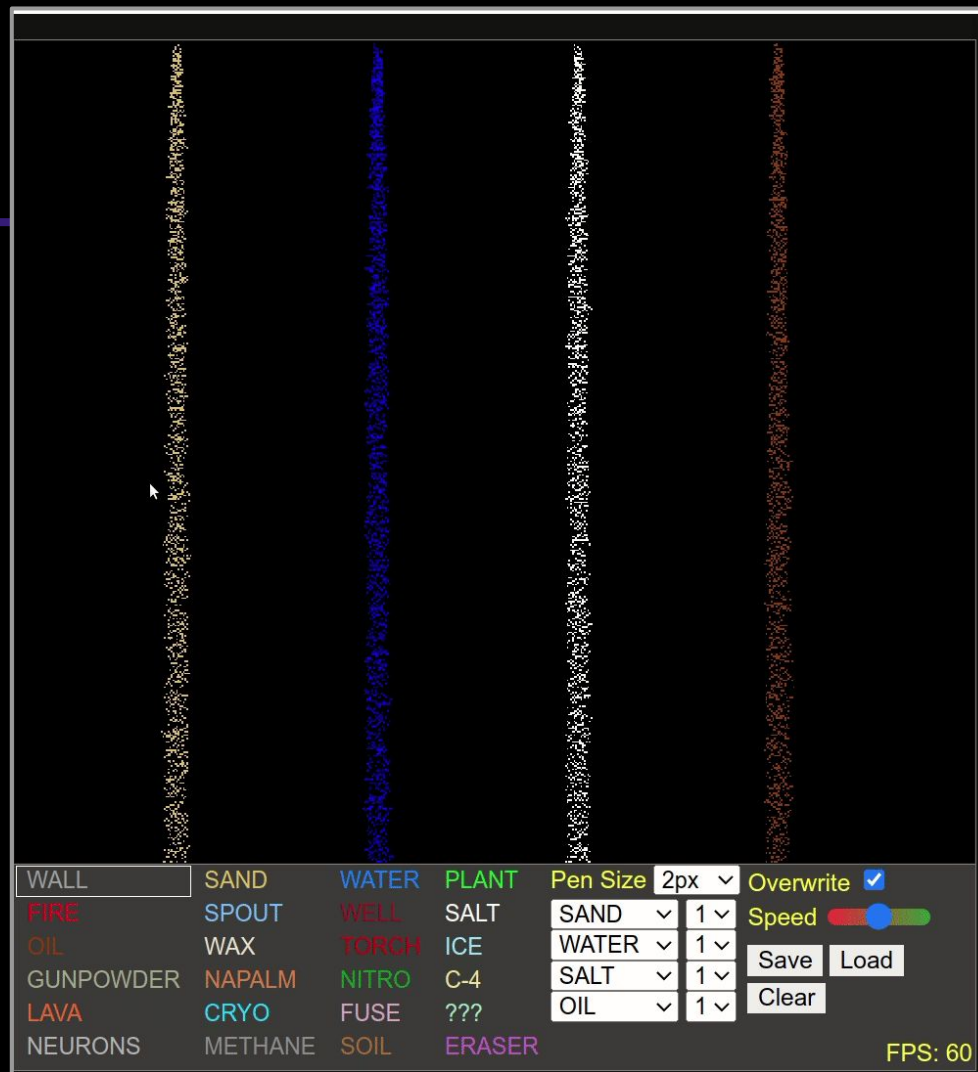 WALL SAND WATER PLANT Pen Size 2px Overwrite
FIRE SPOUT WELL SALT SAND 1 Speed
OIL WAX TORCH ICE WATER 1 Save Load
GUNPOWDER NAPALM NITRO C-4 SALT 1 Clear
LAVA CRYO FUSE ??? OIL 1
NEURONS METHANE SOIL ERASER FPS: 60